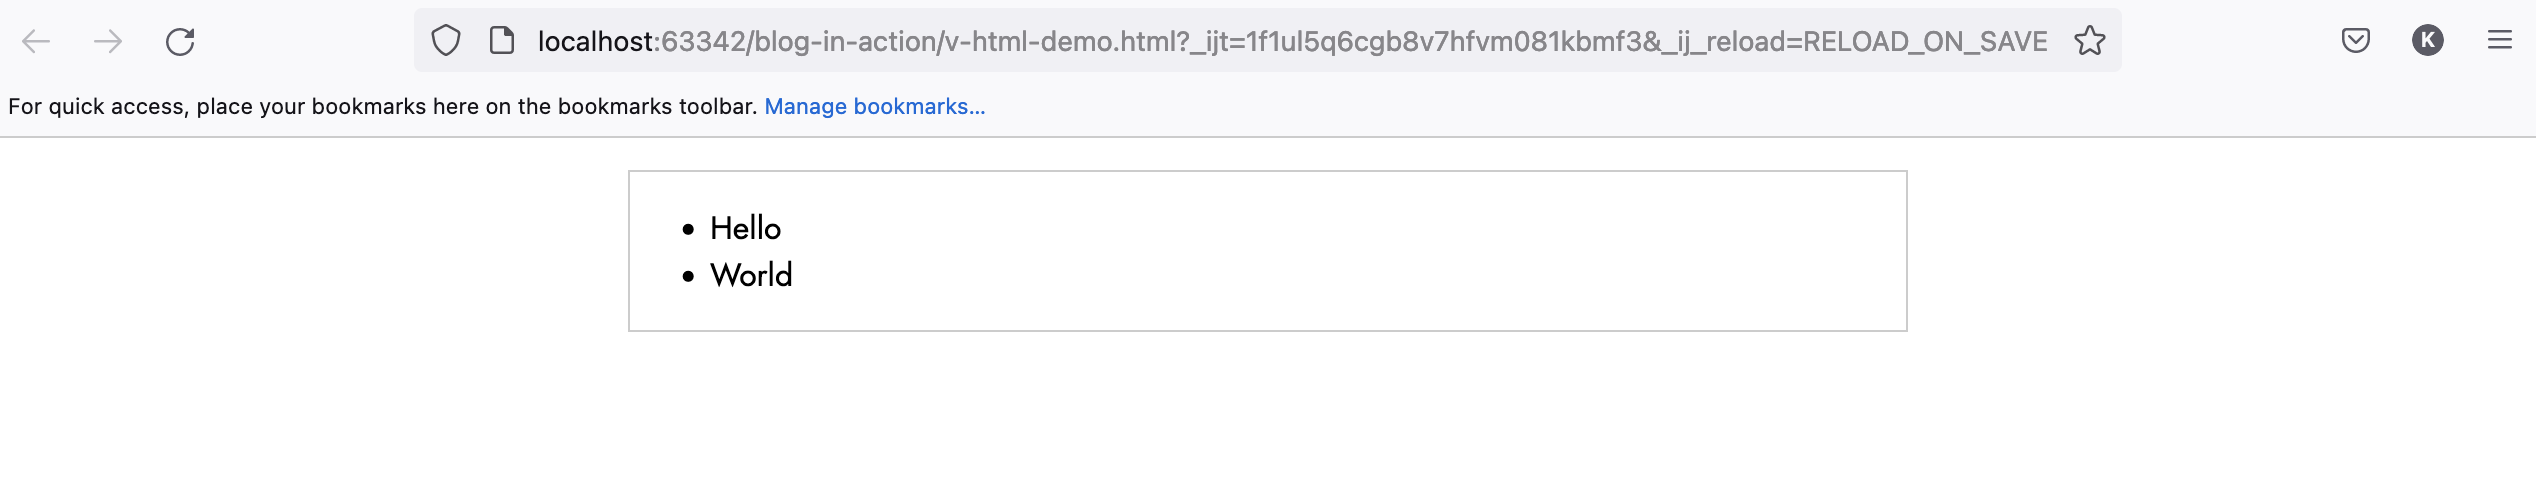 localhost:63342/blog-in-action/v-html-demo.html?_ijt=1f1ul5q6cgb8v7hfvm081kbmf3&_ij_reload=RELOAD_ON_SAVE
K
For quick access, place your bookmarks here on the bookmarks toolbar. Manage bookmarks...
• Hello
• World